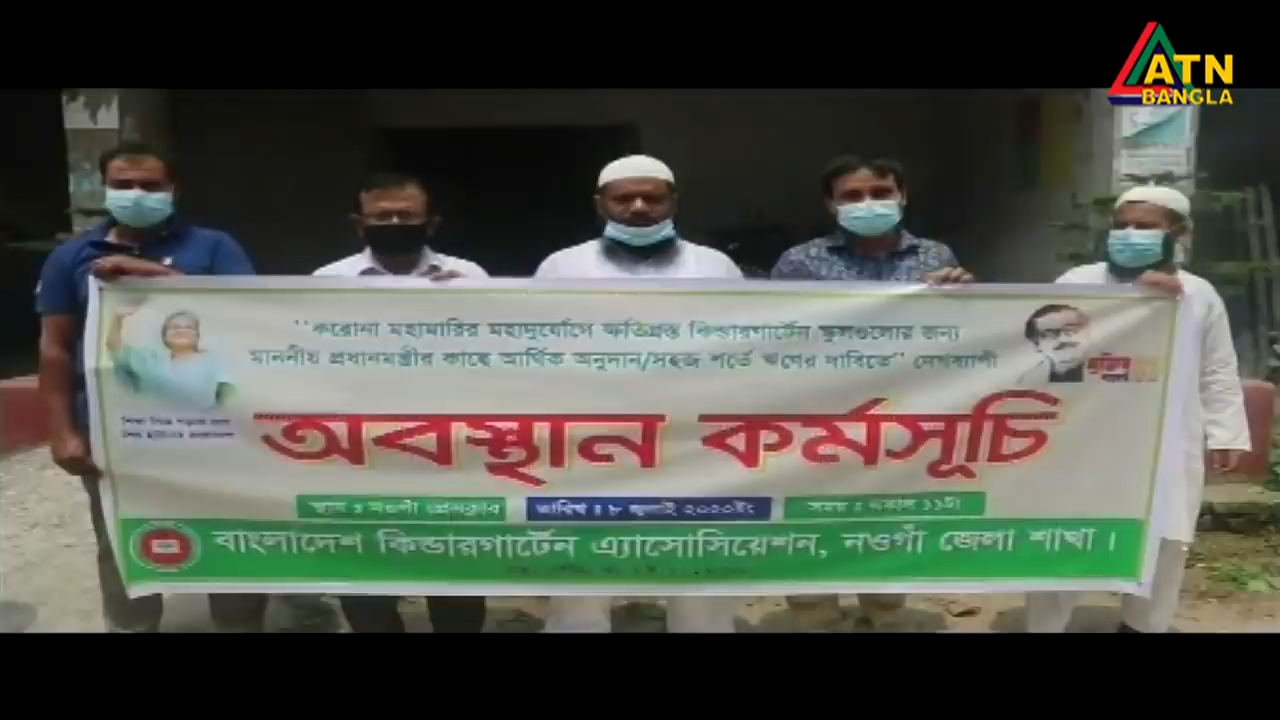 ATN
BANGLA
"করোনা মহামারির মহাদুর্যোগে ক্ষতিগ্রস্ত কিন্ডারগার্টেন স্কুলগুলোর জন্য
মাননীয় প্রধানমন্ত্রীর কাছে আর্থিক অনুদান/সহজ শর্তে ঋণের দাবিতে" দেশব্যাপী
অবস্থান কর্মসূচি
স্থান ঃ নওগাঁ প্রেসক্লাব
তারিখ ঃ ৮ জুলাই ২০২০ইং
সময় ঃ সকাল ১১টা
বাংলাদেশ কিন্ডারগার্টেন এ্যাসোসিয়েশন, নওগাঁ জেলা শাখা।